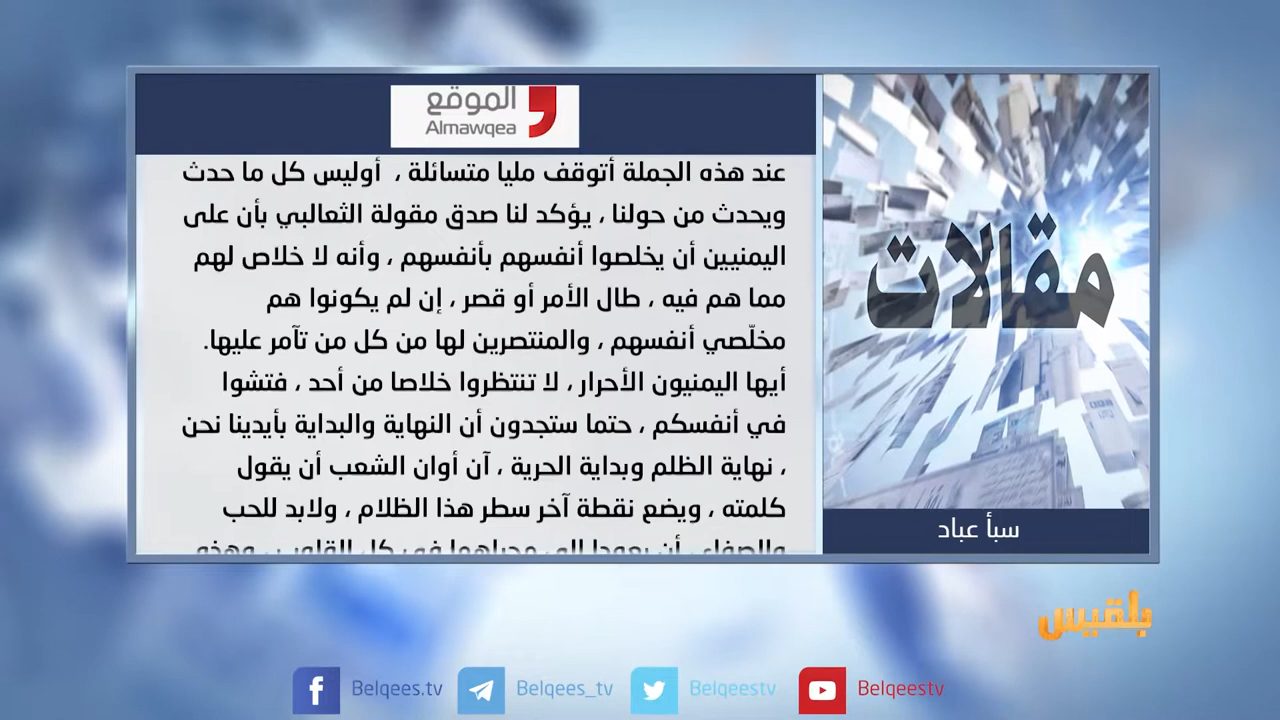 الموقع
Almawqea
عند هذه الجملة أتوقف مليا متسائلة ، أوليس كل ما حدث
ويحدث من حولنا ، يؤكد لنا صدق مقولة الثعالبي بأن على
اليمنيين أن يخلصوا أنفسهم بأنفسهم ، وأنه لا خلاص لهم
مما هم فيه ، طال الأمر أو قصر ، إن لم يكونوا هم
مخلّصي أنفسهم ، والمنتصرين لها من كل من تآمر عليها.
أيها اليمنيون الأحرار ، لا تنتظروا خلاصا من أحد ، فتشوا
في أنفسكم ، حتما ستجدون أن النهاية والبداية بأيدينا نحن
، نهاية الظلم وبداية الحرية ، آن أوان الشعب أن يقول
كلمته ، ويضع نقطة آخر سطر هذا الظلام ، ولابد للحب
مقالات
سبأ عباد
بلقيس
Belqees.tv
Belqees_tv
Belqeestv
Belqeestv